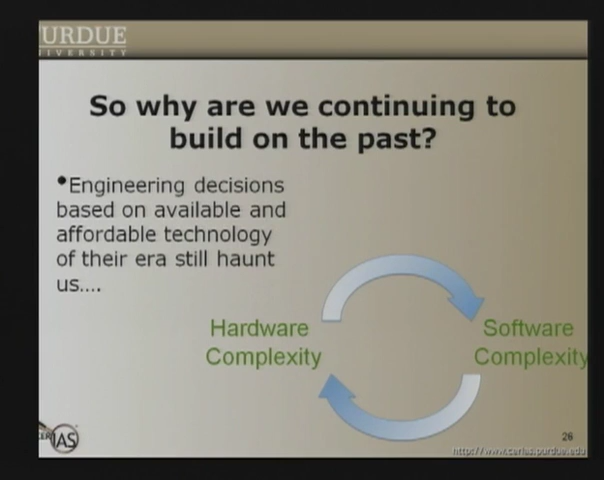 URDUE
IVERSITY
So why are we continuing to
build on the past?
•Engineering decisions
based on available and
affordable technology
of their era still haunt
us....
Hardware
Complexity
Software
Complexity
IAS
26
http://www.cerias.purdue.edu